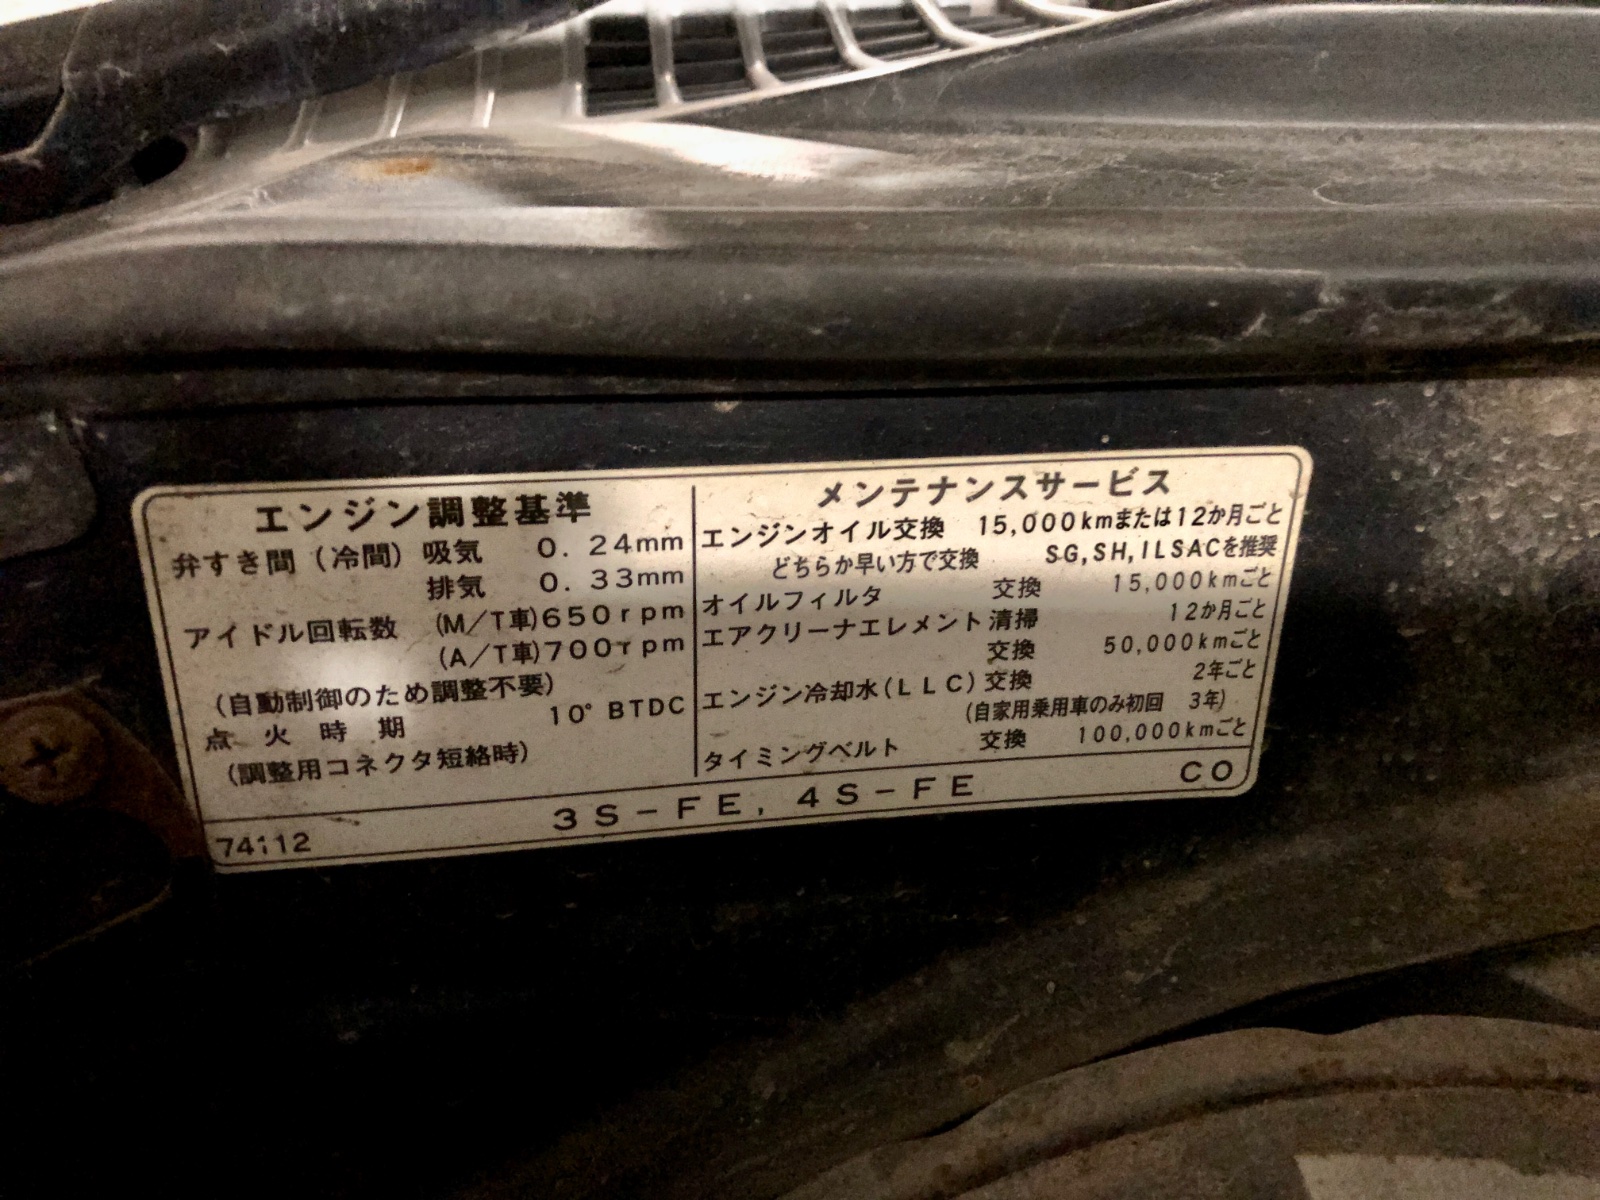 エンジン調整基準
弁すき間（冷間）吸気 0.24mm
排気 0.33mm
アイドル回転数 (M/T車)650rpm
(A/T車)700rpm
(自動制御のため調整不要)
点火時期 10°BTDC
(調整用コネクタ短絡時)
メンテナンスサービス
エンジンオイル交換 15,000kmまたは12か月ごと
どちらか早い方で交換 SG,SH,ILSACを推奨
オイルフィルタ 交換 15,000kmごと
エアクリーナエレメント清掃 12か月ごと
交換 50,000kmごと
エンジン冷却水(LLC)交換 2年ごと
(自家用乗用車のみ初回 3年)
タイミングベルト 交換 100,000kmごと
74112 3S-FE, 4S-FE CO